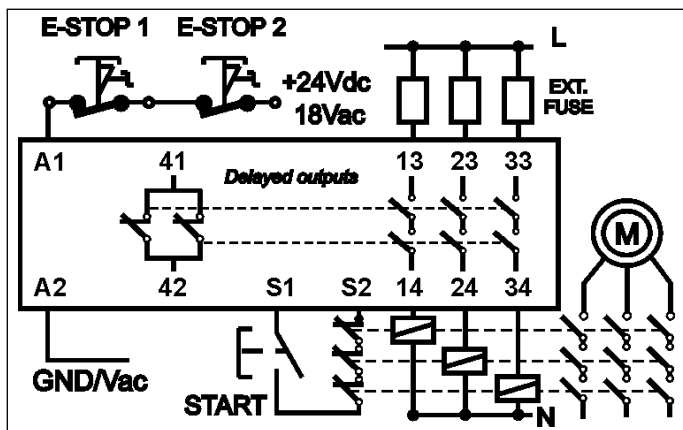 E-STOP 1 E-STOP 2
L
+24Vdc
18Vac
EXT.
FUSE
A1 41 13 23 33
Delayed outputs
M
A2 42 S1 S2 14 24 34
GND/Vac
START
N